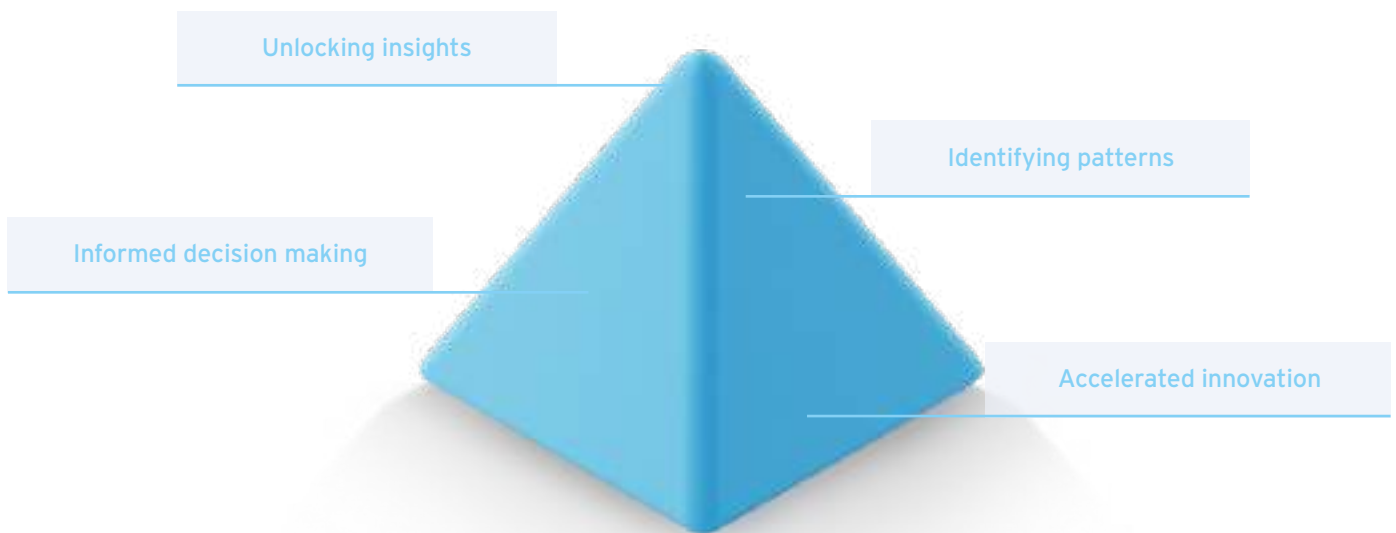 Unlocking insights
Identifying patterns
Informed decision making
Accelerated innovation